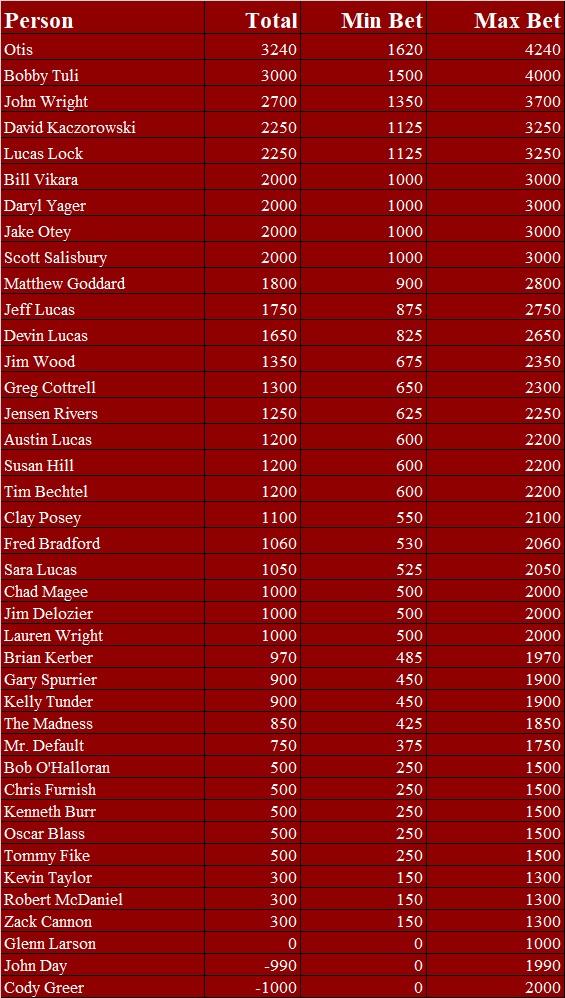 Person Total Min Bet Max Bet
Otis 3240 1620 4240
Bobby Tuli 3000 1500 4000
John Wright 2700 1350 3700
David Kaczorowski 2250 1125 3250
Lucas Lock 2250 1125 3250
Bill Vikara 2000 1000 3000
Daryl Yager 2000 1000 3000
Jake Otey 2000 1000 3000
Scott Salisbury 2000 1000 3000
Matthew Goddard 1800 900 2800
Jeff Lucas 1750 875 2750
Devin Lucas 1650 825 2650
Jim Wood 1350 675 2350
Greg Cottrell 1300 650 2300
Jensen Rivers 1250 625 2250
Austin Lucas 1200 600 2200
Susan Hill 1200 600 2200
Tim Bechtel 1200 600 2200
Clay Posey 1100 550 2100
Fred Bradford 1060 530 2060
Sara Lucas 1050 525 2050
Chad Magee 1000 500 2000
Jim Delozier 1000 500 2000
Lauren Wright 1000 500 2000
Brian Kerber 970 485 1970
Gary Spurrier 900 450 1900
Kelly Tunder 900 450 1900
The Madness 850 425 1850
Mr. Default 750 375 1750
Bob O'Halloran 500 250 1500
Chris Furnish 500 250 1500
Kenneth Burr 500 250 1500
Oscar Blass 500 250 1500
Tommy Fike 500 250 1500
Kevin Taylor 300 150 1300
Robert McDaniel 300 150 1300
Zack Cannon 300 150 1300
Glenn Larson 0 0 1000
John Day -990 0 1990
Cody Greer -1000 0 2000